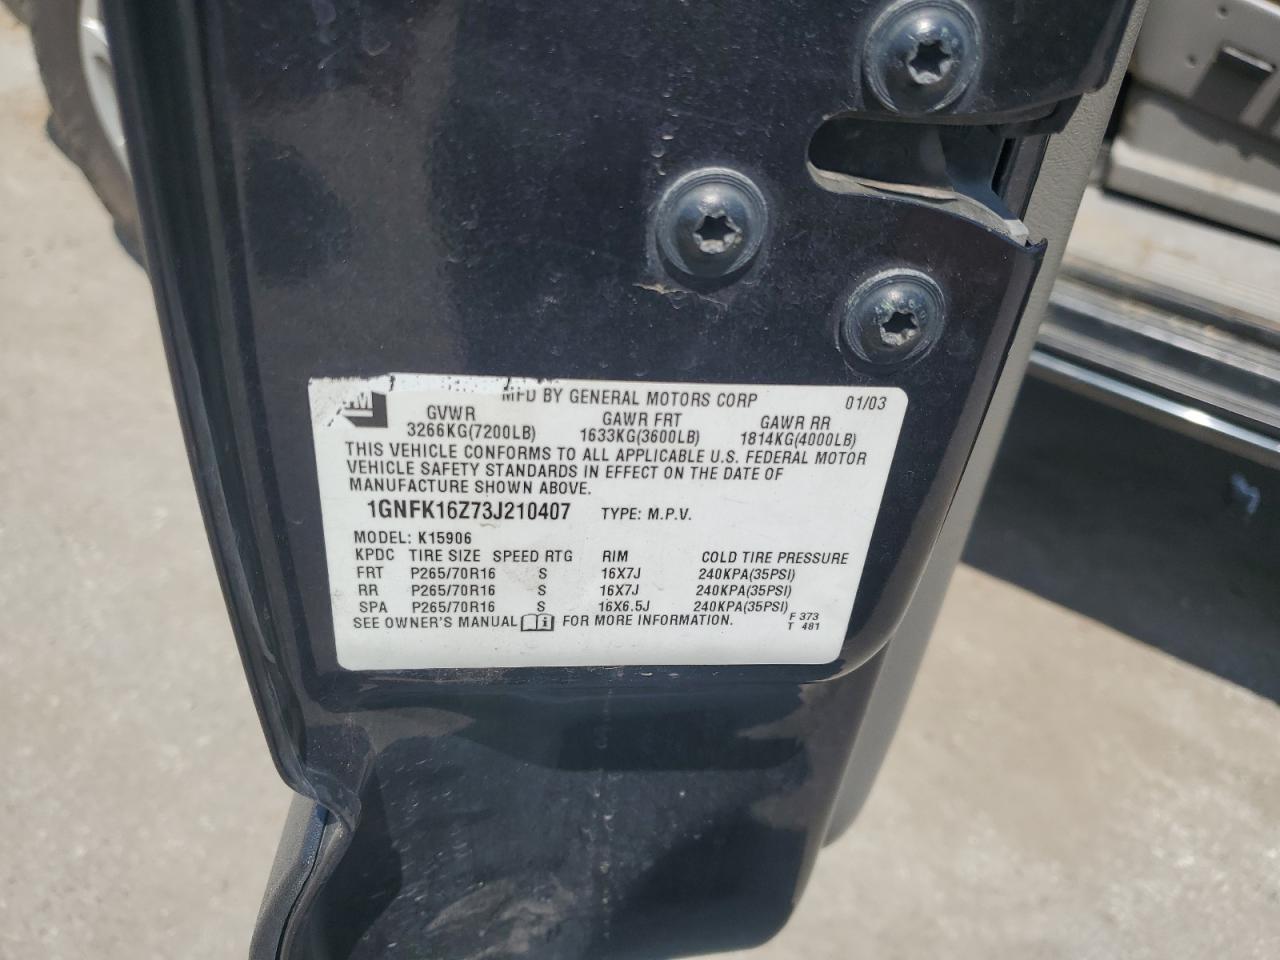 GM MFD BY GENERAL MOTORS CORP 01/03
GVWR GAWR FRT GAWR RR
3266KG(7200LB) 1633KG(3600LB) 1814KG(4000LB)
THIS VEHICLE CONFORMS TO ALL APPLICABLE U.S. FEDERAL MOTOR
VEHICLE SAFETY STANDARDS IN EFFECT ON THE DATE OF
MANUFACTURE SHOWN ABOVE.
1GNFK16Z73J210407 TYPE: M.P.V.
MODEL: K15906
KPDC TIRE SIZE SPEED RTG RIM COLD TIRE PRESSURE
FRT P265/70R16 S 16X7J 240KPA(35PSI)
RR P265/70R16 S 16X7J 240KPA(35PSI)
SPA P265/70R16 S 16X6.5J 240KPA(35PSI)
SEE OWNER'S MANUAL FOR MORE INFORMATION. F 373
T 481